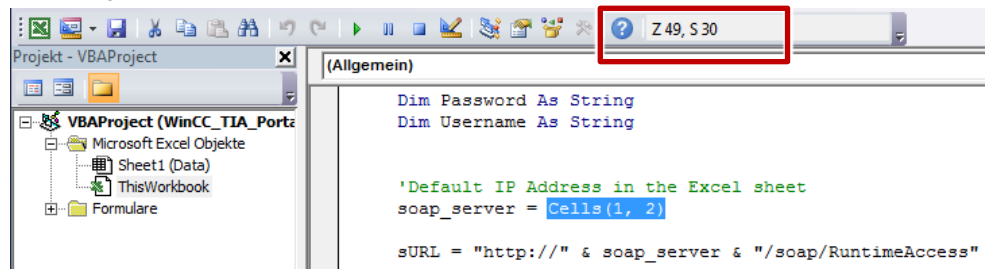 Z 49, S 30
Projekt - VBAProject
(Allgemein)
VBAProject (WinCC_TIA_Porta
Microsoft Excel Objekte
Sheet1 (Data)
ThisWorkbook
Formulare
Dim Password As String
Dim Username As String
'Default IP Address in the Excel sheet
soap_server = Cells(1, 2)
sURL = "http://" & soap_server & "/soap/RuntimeAccess"